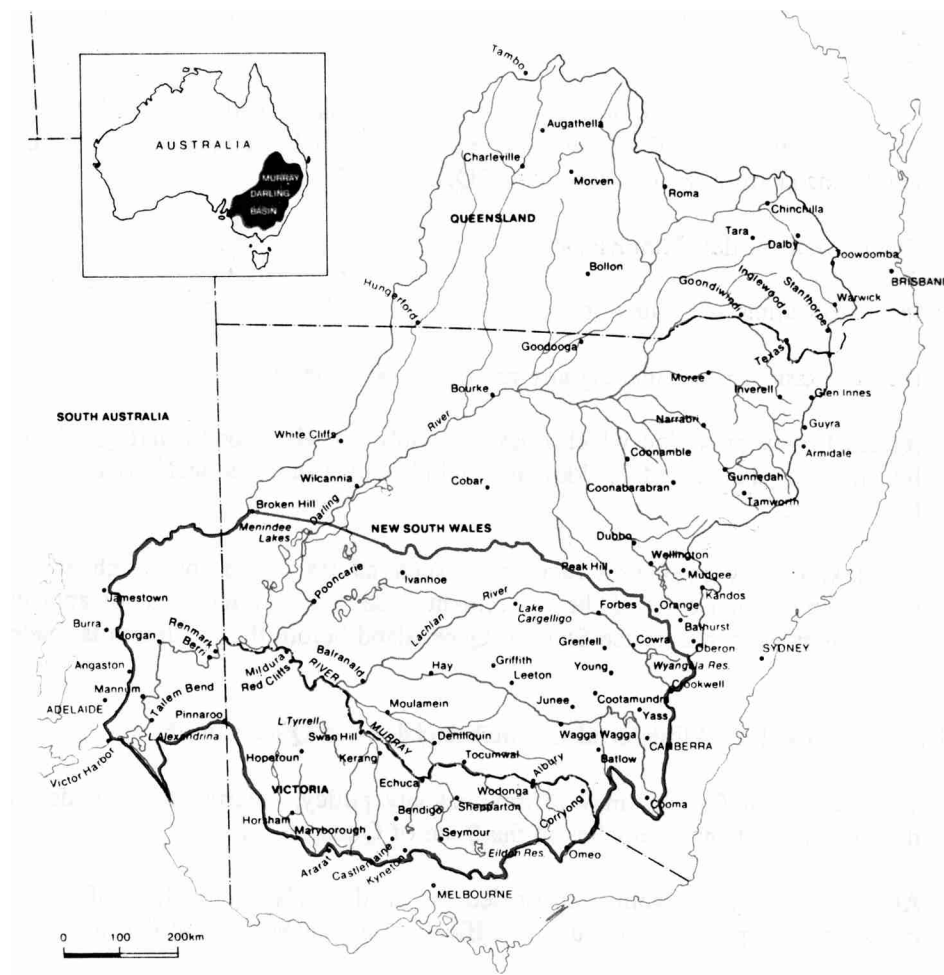 Tambo
Augathella
AUSTRALIA
MURRAY
DARLING
BASIN
Charleville
Morven
Roma
QUEENSLAND
Chinchilla
Tara
Dalby
Toowoomba
BRISBANE
Bollon
Goondiwindi
Inglewood
Stanthorpe
Warwick
Hungerford
Goodooga
Texas
Moree
Inverell
Glen Innes
Bourke
SOUTH AUSTRALIA
River
Narrabri
Guyra
White Cliffs
Armidale
Coonamble
Gunnedah
Wilcannia
Cobar
Coonabarabran
Tamworth
Broken Hill
Darling
Menindee
Lakes
NEW SOUTH WALES
Dubbo
Wellington
Peak Hill
Mudgee
Ivanhoe
Kandos
Jamestown
Pooncarie
River
Lake
Cargelligo
Forbes
Orange
Burra
Morgan
Renmark
Berri
Lachlan
Bathurst
Grenfell
Cowra
Oberon
SYDNEY
Angaston
Mildura
Red Cliffs
RIVER
Balranald
Hay
Griffith
Leeton
Young
Wyangala Res.
Crookwell
Mannum
ADELAIDE
Tailem Bend
Moulamein
Junee
Cootamundra
Yass
Pinnaroo
L.Tyrrell
Swan Hill
MURRAY
Deniliquin
Wagga Wagga
CANBERRA
L.Alexandrina
Victor Harbor
Hopetoun
Kerang
Tocumwal
Albury
Batlow
VICTORIA
Echuca
Wodonga
Corryong
Cooma
Shepparton
Bendigo
Horsham
Maryborough
Seymour
Ararat
Castlemaine
Kyneton
Eildon Res.
Omeo
MELBOURNE
0 100 200km